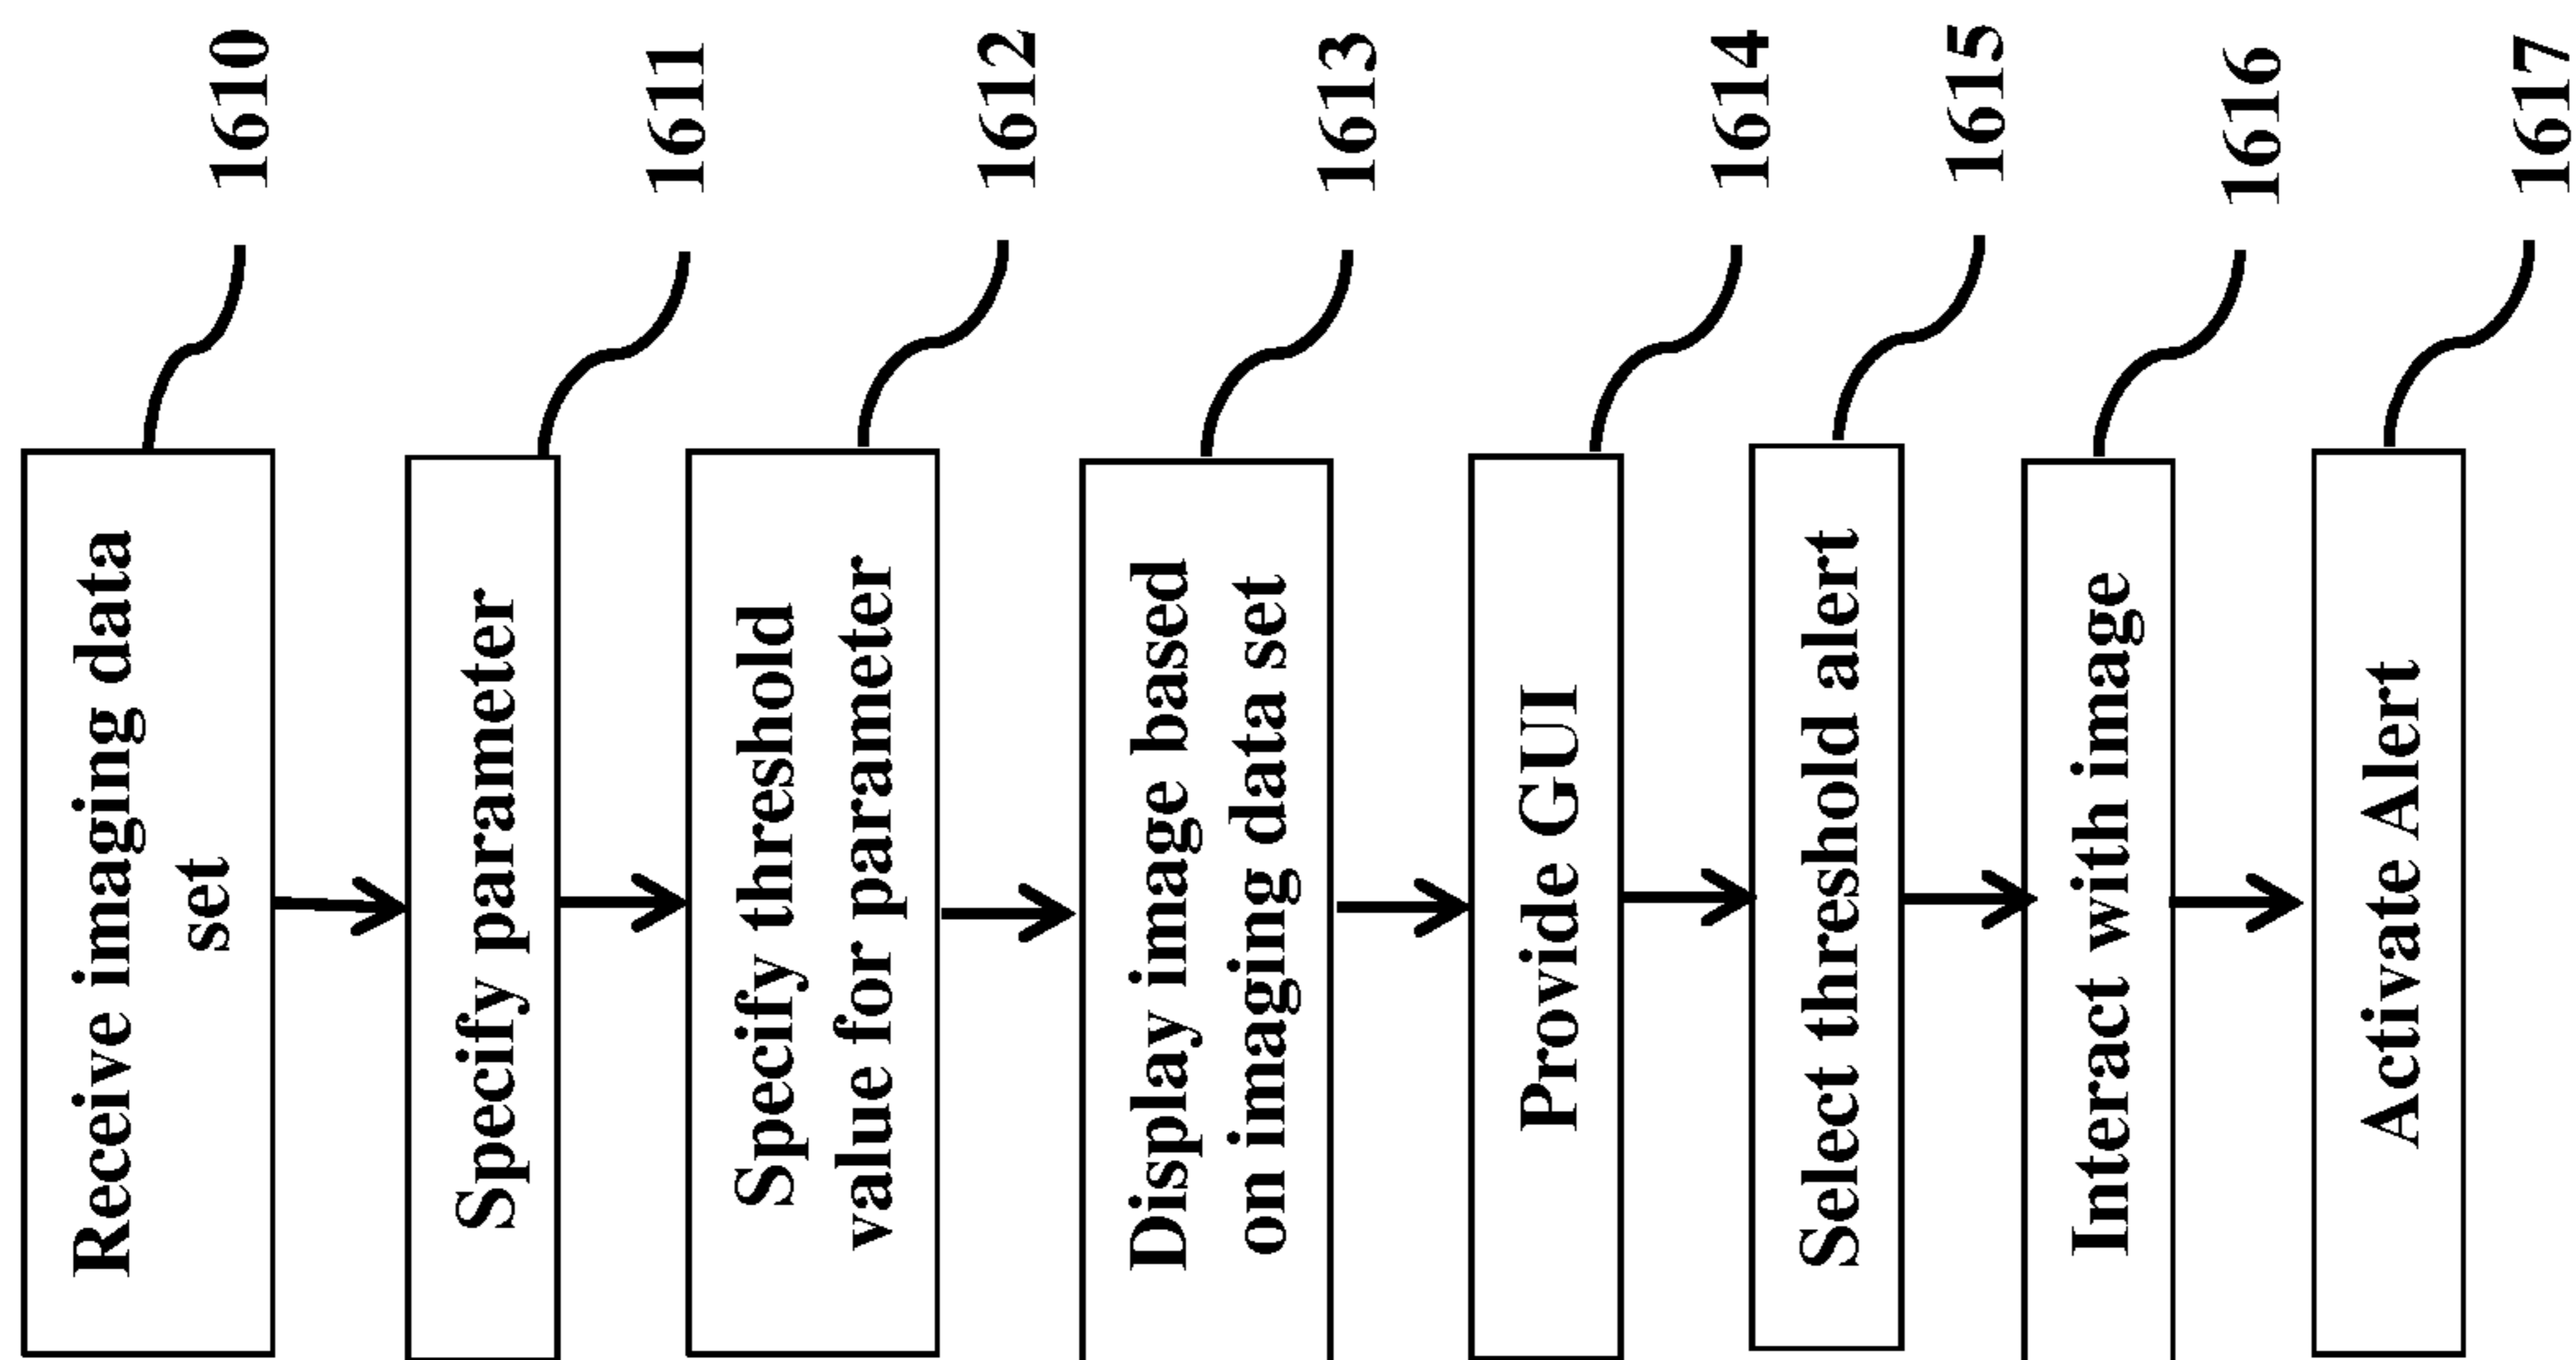 Receive imaging data
set
1610
Specify parameter
1611
Specify threshold
value for parameter
1612
Display image based
on imaging data set
1613
Provide GUI
1614
Select threshold alert
1615
Interact with image
1616
Activate Alert
1617